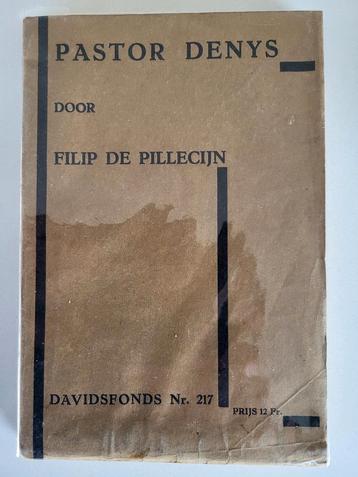 PASTOR DENYS
DOOR
FILIP DE PILLECIJN
DAVIDSFONDS Nr. 217
PRIJS 12 Fr.